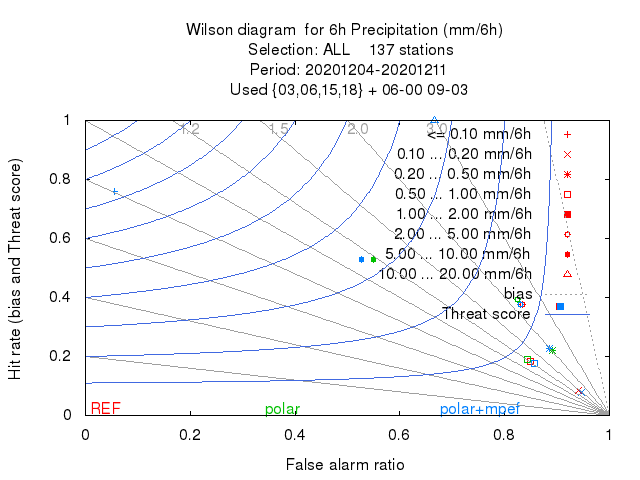 Wilson diagram  for 6h Precipitation (mm/6h)
Selection: ALL    137 stations
Period: 20201204-20201211
Used {03,06,15,18} + 06-00 09-03
1.2 1.5 2.0 3.0
<= 0.10 mm/6h
0.10 ... 0.20 mm/6h
0.20 ... 0.50 mm/6h
0.50 ... 1.00 mm/6h
1.00 ... 2.00 mm/6h
2.00 ... 5.00 mm/6h
5.00 ... 10.00 mm/6h
10.00 ... 20.00 mm/6h
bias
Threat score
Hit rate (bias and Threat score)
1
0.8
0.6
0.4
0.2
0
REF polar polar+mpef
0 0.2 0.4 0.6 0.8 1
False alarm ratio